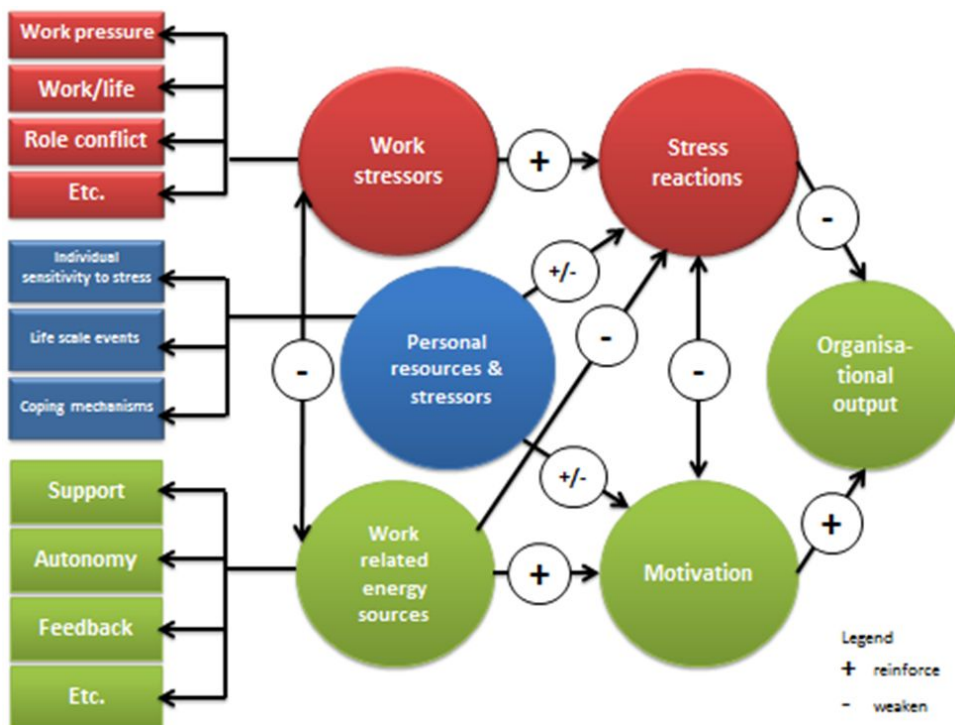 Work pressure
Work/life
Role conflict
Etc.
Individual
sensitivity to stress
Life scale events
Coping mechanisms
Support
Autonomy
Feedback
Etc.
Work
stressors
+
Stress
reactions
-
+/-
-
-
-
Personal
resources &
stressors
Organisa-
tional
output
+/-
Work
related
energy
sources
+
Motivation
+
Legend
+ reinforce
- weaken